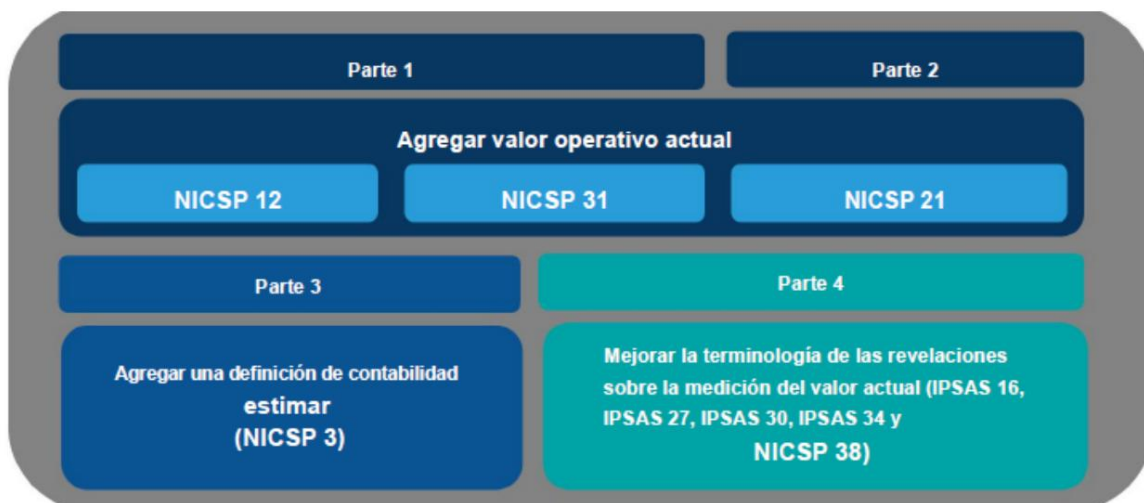 Parte 1
Parte 2
Agregar valor operativo actual
NICSP 12
NICSP 31
NICSP 21
Parte 3
Parte 4
Agregar una definición de contabilidad
estimar
(NICSP 3)
Mejorar la terminología de las revelaciones
sobre la medición del valor actual (IPSAS 16,
IPSAS 27, IPSAS 30, IPSAS 34 y
NICSP 38)